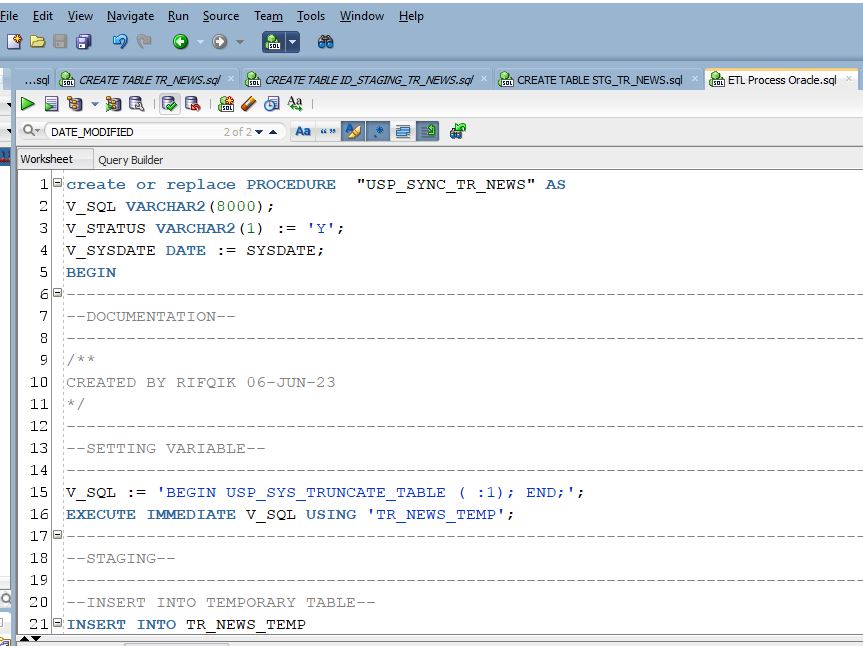 File Edit View Navigate Run Source Team Tools Window Help
...sql CREATE TABLE TR_NEWS.sql CREATE TABLE ID_STAGING_TR_NEWS.sql CREATE TABLE STG_TR_NEWS.sql ETL Process Oracle.sql
DATE_MODIFIED 2 of 2 Aa “”
Worksheet Query Builder
1 create or replace PROCEDURE "USP_SYNC_TR_NEWS" AS
2 V_SQL VARCHAR2(8000);
3 V_STATUS VARCHAR2(1) := 'Y';
4 V_SYSDATE DATE := SYSDATE;
5 BEGIN
6 --------------------------------------------------------------------------------
7 --DOCUMENTATION--
8 --------------------------------------------------------------------------------
9 /**
10 CREATED BY RIFQIK 06-JUN-23
11 */
12 --------------------------------------------------------------------------------
13 --SETTING VARIABLE--
14 --------------------------------------------------------------------------------
15 V_SQL := 'BEGIN USP_SYS_TRUNCATE_TABLE ( :1); END;';
16 EXECUTE IMMEDIATE V_SQL USING 'TR_NEWS_TEMP';
17 --------------------------------------------------------------------------------
18 --STAGING--
19 --------------------------------------------------------------------------------
20 --INSERT INTO TEMPORARY TABLE--
21 INSERT INTO TR_NEWS_TEMP